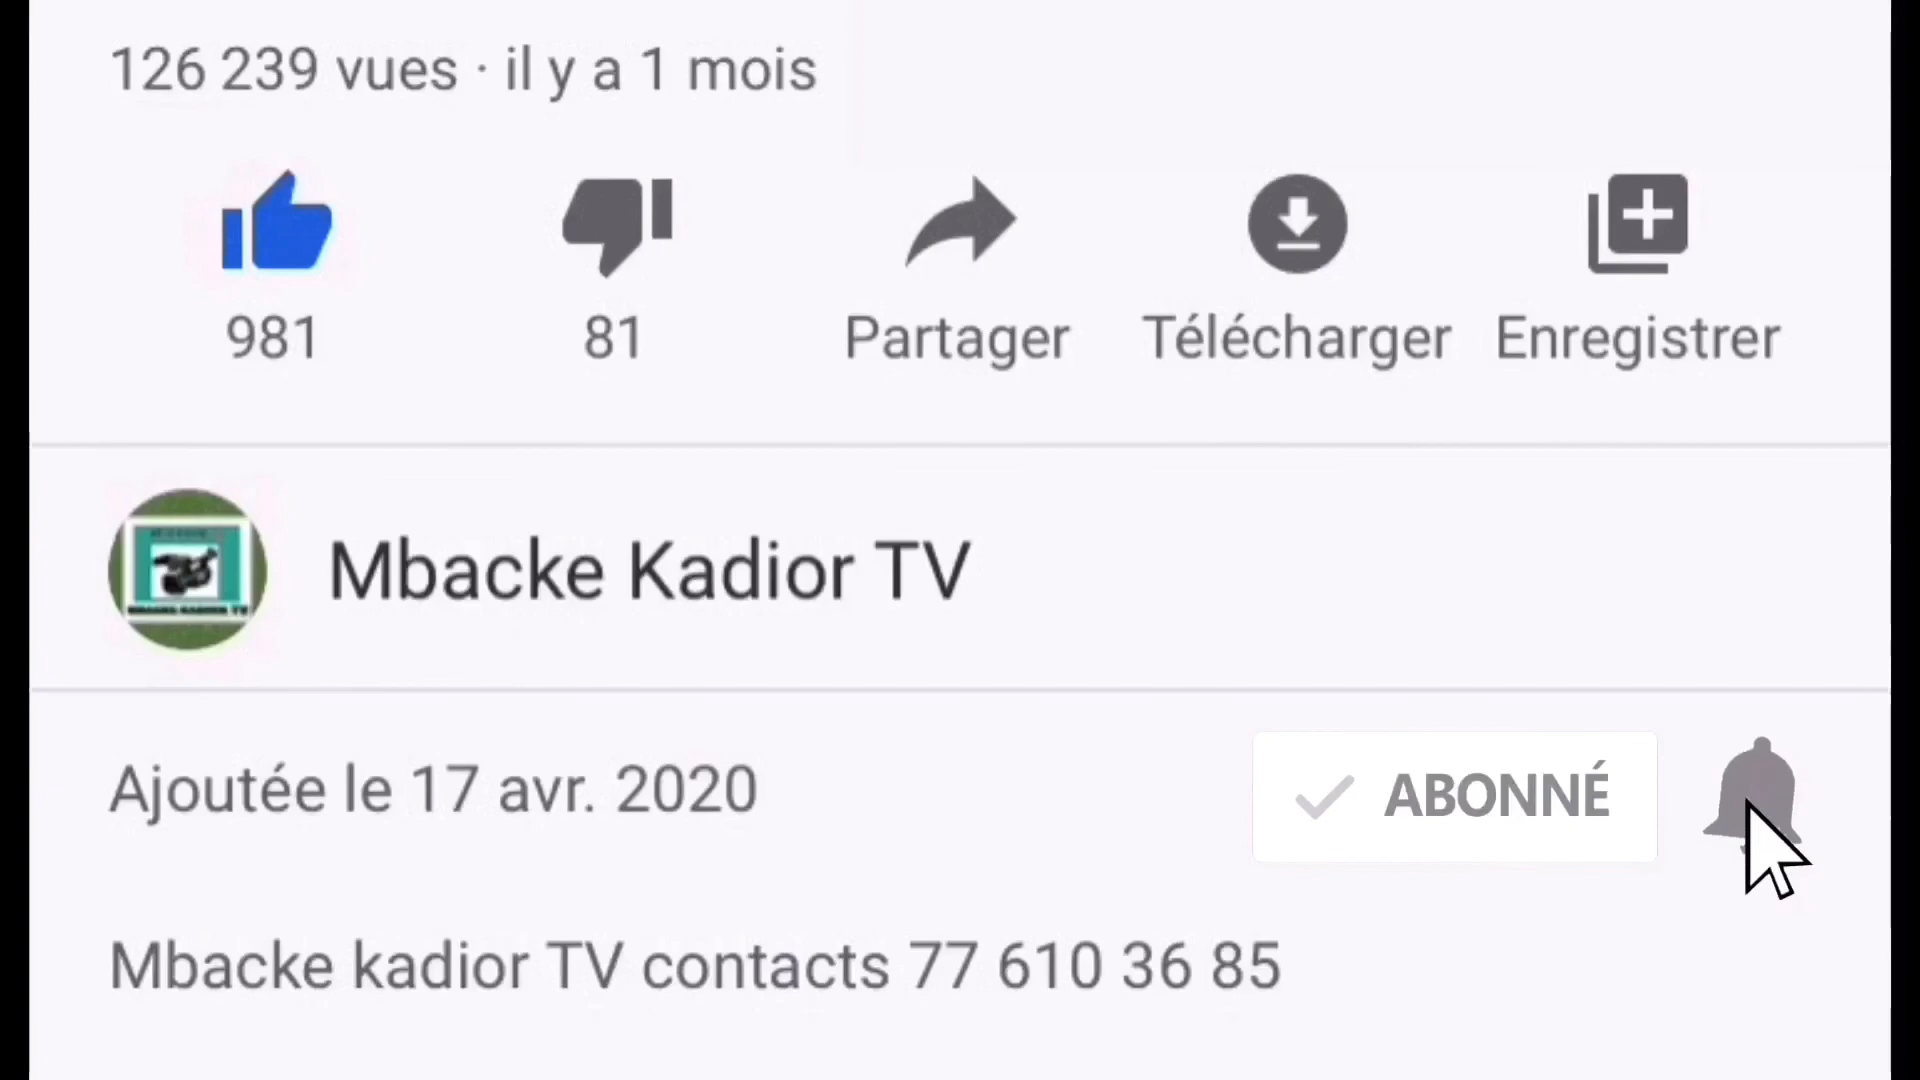 126 239 vues · il y a 1 mois
981 81 Partager Télécharger Enregistrer
Mbacke Kadior TV
Ajoutée le 17 avr. 2020
ABONNÉ
Mbacke kadior TV contacts 77 610 36 85